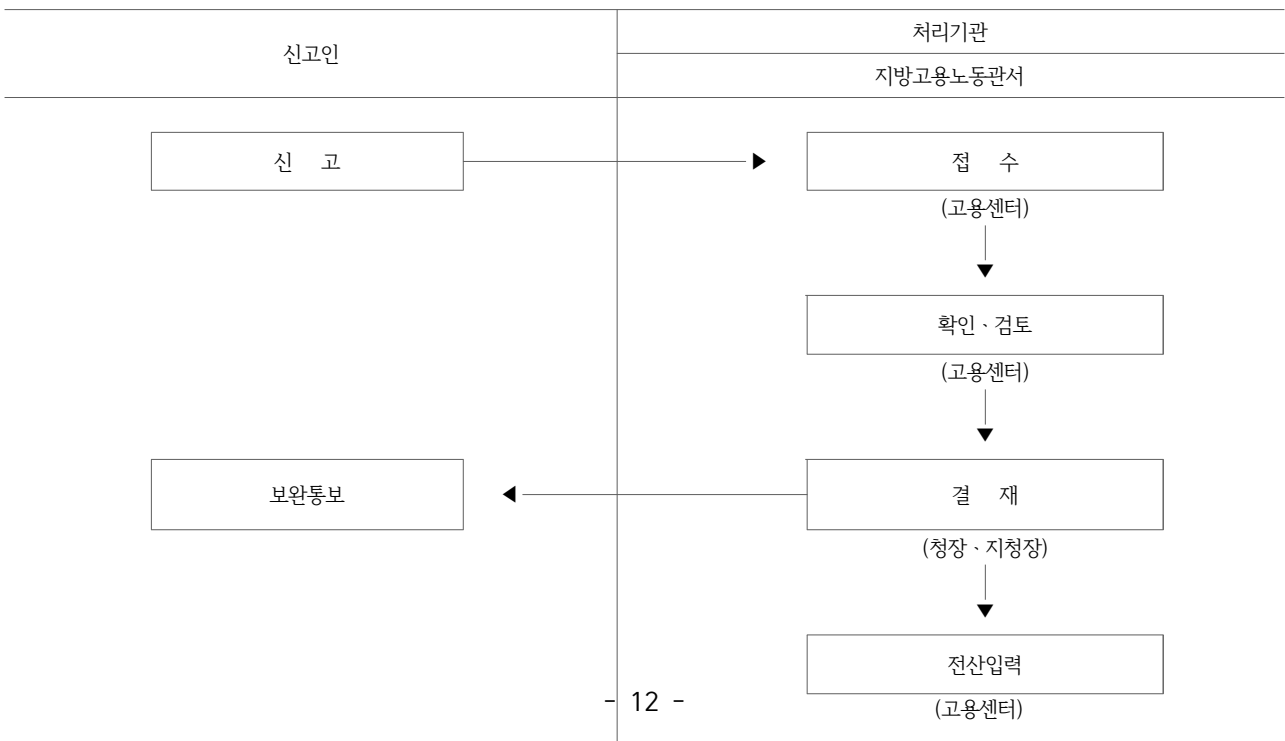 신고인
처리기관
지방고용노동관서
신 고
접 수
(고용센터)
확인ㆍ검토
(고용센터)
보완통보
결 재
(청장ㆍ지청장)
전산입력
(고용센터)
- 12 -